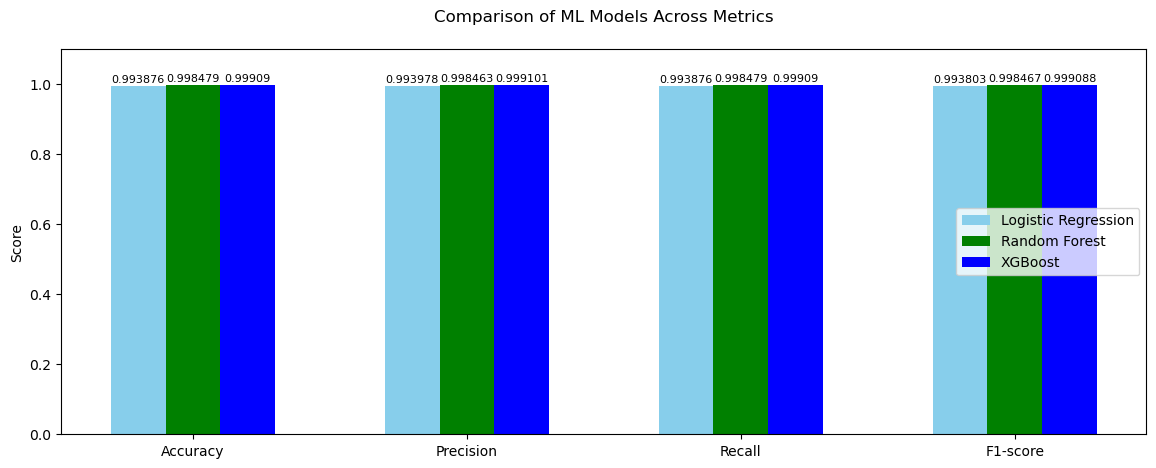 Comparison of ML Models Across Metrics
Score
1.0
0.8
0.6
0.4
0.2
0.0
0.993876 0.998479 0.99909
0.993978 0.998463 0.999101
0.993876 0.998479 0.99909
0.993803 0.998467 0.999088
Logistic Regression
Random Forest
XGBoost
Accuracy Precision Recall F1-score